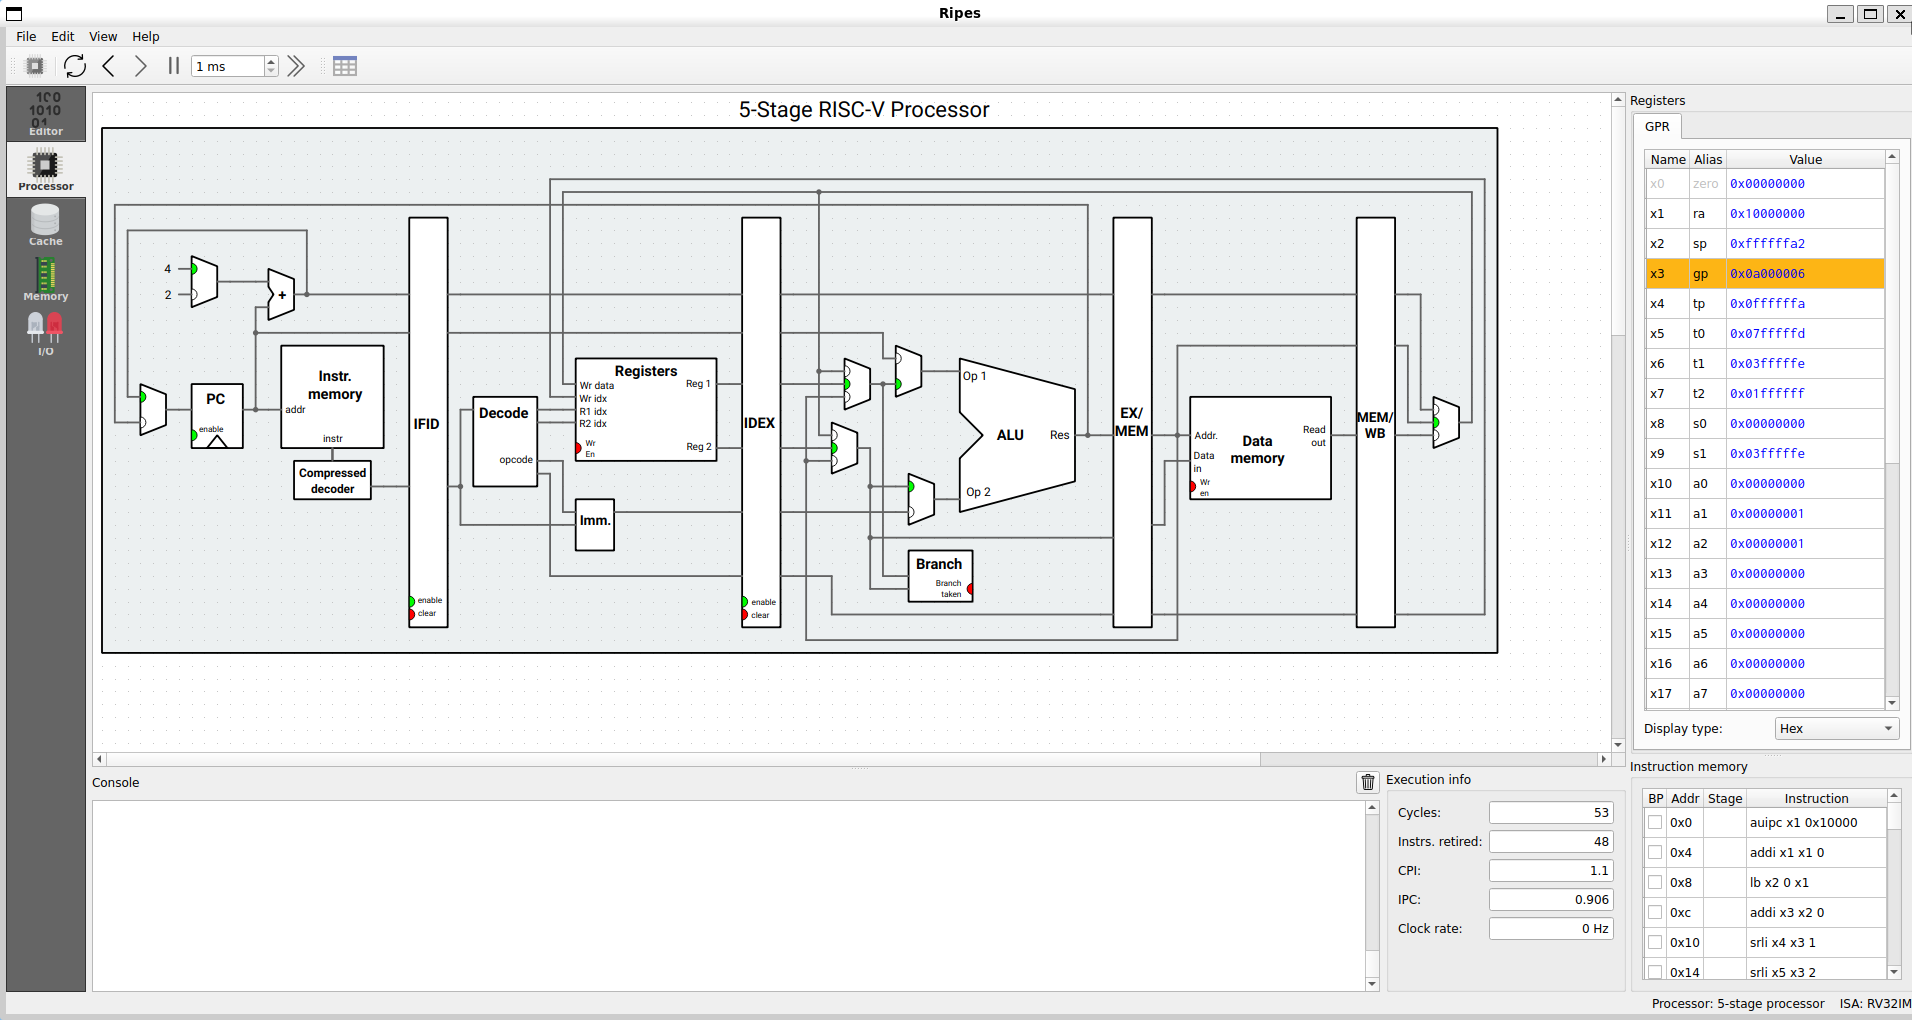 Ripes
File Edit View Help
1 ms
Editor
Processor
Cache
Memory
I/O
5-Stage RISC-V Processor
4
2
+
PC
enable
Instr.
memory
addr
instr
Compressed
decoder
IFID
enable
clear
Decode
opcode
Registers
Wr data
Wr idx
R1 idx
R2 idx
Wr
En
Reg 1
Reg 2
Imm.
IDEX
enable
clear
Op 1
ALU
Res
Op 2
Branch
Branch
taken
EX/
MEM
Addr.
Data
in
Wr
en
Data
memory
Read
out
MEM/
WB
Registers
GPR
Name Alias Value
x0 zero 0x00000000
x1 ra 0x10000000
x2 sp 0xffffffa2
x3 gp 0x0a000006
x4 tp 0x0ffffffa
x5 t0 0x07fffffd
x6 t1 0x03fffffe
x7 t2 0x01ffffff
x8 s0 0x00000000
x9 s1 0x03fffffe
x10 a0 0x00000000
x11 a1 0x00000001
x12 a2 0x00000001
x13 a3 0x00000000
x14 a4 0x00000000
x15 a5 0x00000000
x16 a6 0x00000000
x17 a7 0x00000000
Display type: Hex
Console
Execution info
Cycles: 53
Instrs. retired: 48
CPI: 1.1
IPC: 0.906
Clock rate: 0 Hz
Instruction memory
BP Addr Stage Instruction
0x0 auipc x1 0x10000
0x4 addi x1 x1 0
0x8 lb x2 0 x1
0xc addi x3 x2 0
0x10 srli x4 x3 1
0x14 srli x5 x3 2
Processor: 5-stage processor ISA: RV32IM